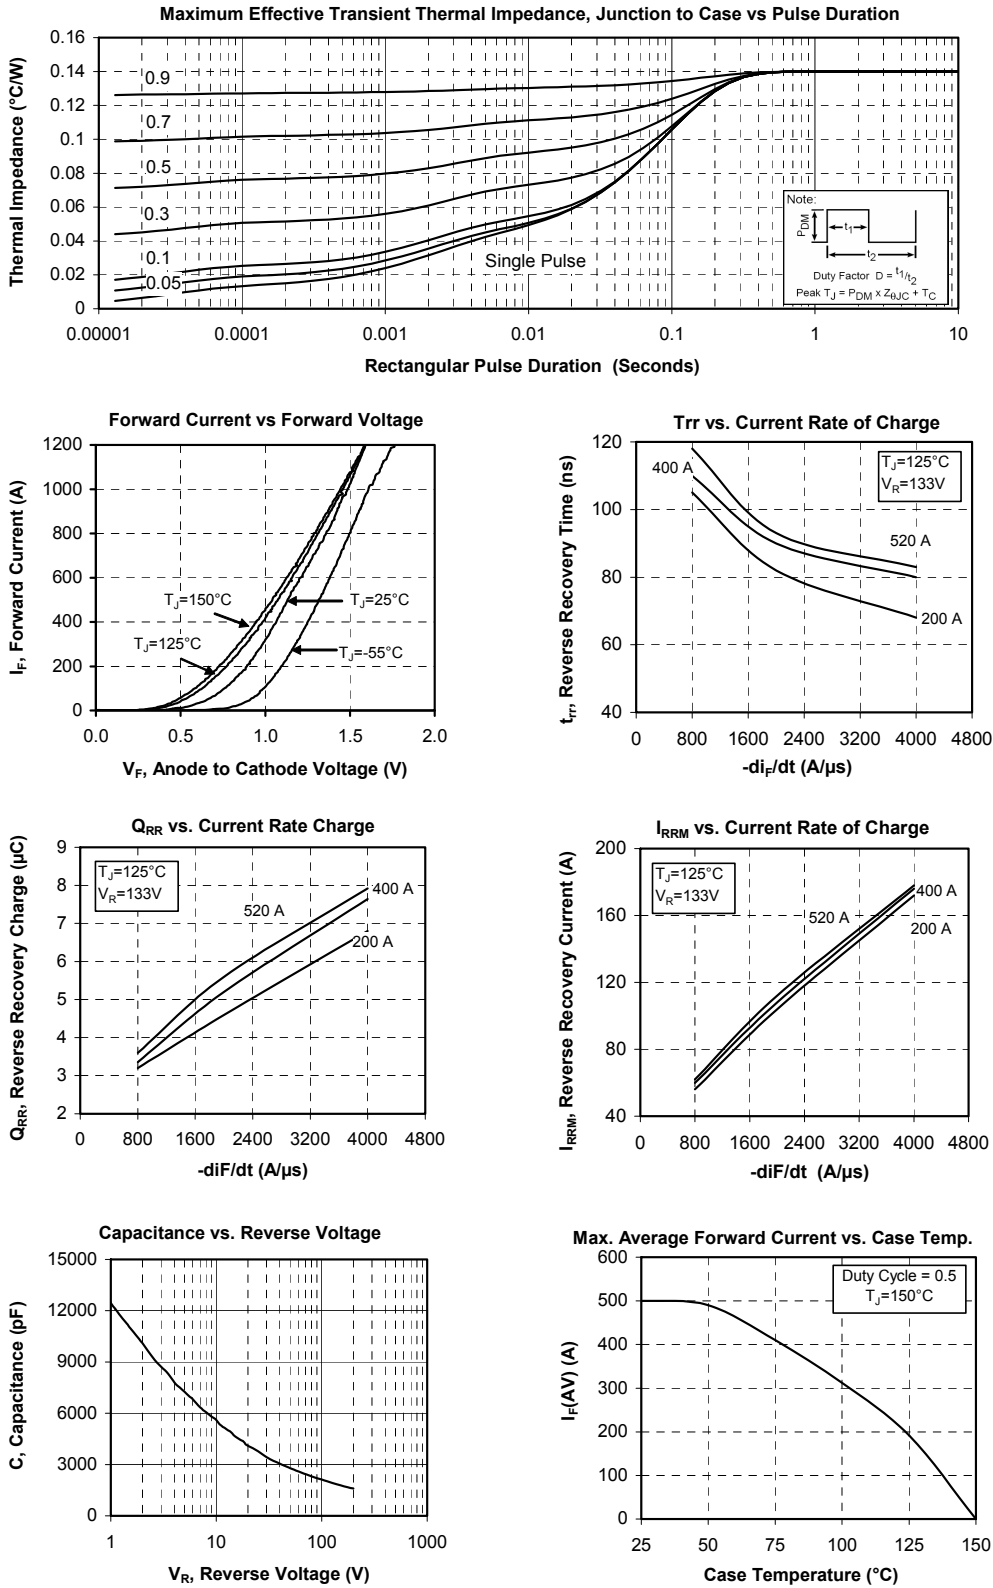 Maximum Effective Transient Thermal Impedance, Junction to Case vs Pulse Duration
Thermal Impedance (°C/W)
0.16
0.14
0.12
0.1
0.08
0.06
0.04
0.02
0
0.9
0.7
0.5
0.3
0.1
0.05
Single Pulse
Note:
PDM
t1
t2
Duty Factor D = t1/t2
Peak TJ = PDM x ZθJC + TC
0.00001 0.0001 0.001 0.01 0.1 1 10
Rectangular Pulse Duration (Seconds)
Forward Current vs Forward Voltage
IF, Forward Current (A)
1200
1000
800
600
400
200
0
TJ=150°C
TJ=125°C
TJ=25°C
TJ=-55°C
0.0 0.5 1.0 1.5 2.0
VF, Anode to Cathode Voltage (V)
Trr vs. Current Rate of Charge
trr, Reverse Recovery Time (ns)
120
100
80
60
40
400 A
TJ=125°C
VR=133V
520 A
200 A
0 800 1600 2400 3200 4000 4800
-diF/dt (A/µs)
QRR vs. Current Rate Charge
QRR, Reverse Recovery Charge (µC)
9
8
7
6
5
4
3
2
TJ=125°C
VR=133V
400 A
520 A
200 A
0 800 1600 2400 3200 4000 4800
-diF/dt (A/µs)
IRRM vs. Current Rate of Charge
IRRM, Reverse Recovery Current (A)
200
160
120
80
40
TJ=125°C
VR=133V
400 A
520 A
200 A
0 800 1600 2400 3200 4000 4800
-diF/dt (A/µs)
Capacitance vs. Reverse Voltage
C, Capacitance (pF)
15000
12000
9000
6000
3000
0
1 10 100 1000
VR, Reverse Voltage (V)
Max. Average Forward Current vs. Case Temp.
IF(AV) (A)
600
500
400
300
200
100
0
Duty Cycle = 0.5
TJ=150°C
25 50 75 100 125 150
Case Temperature (°C)